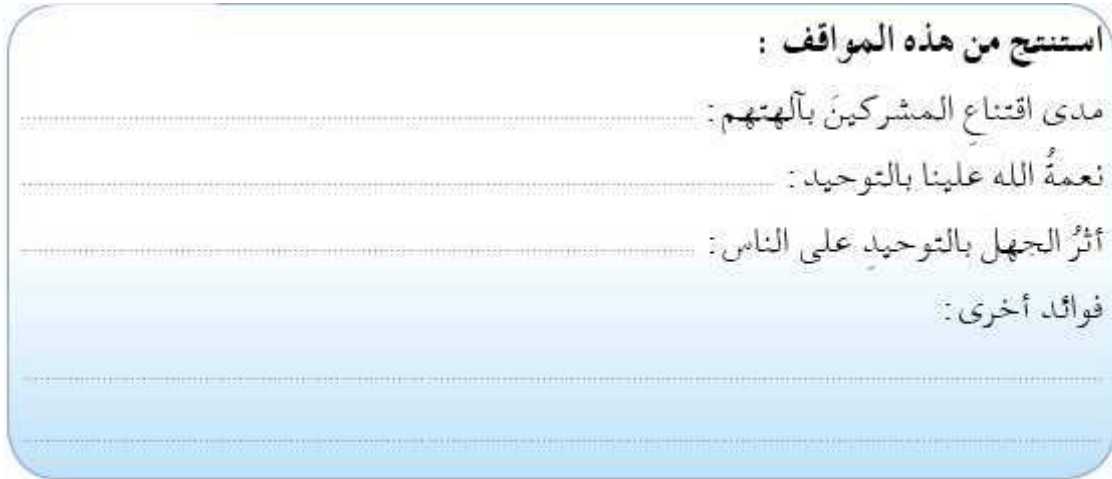 استنتج من هذه المواقف :
مدى اقتناعِ المشركينَ بآلهتهم:
نعمةُ الله علينا بالتوحيد:
أثرُ الجهل بالتوحيدِ على الناس:
فوائد أخرى: